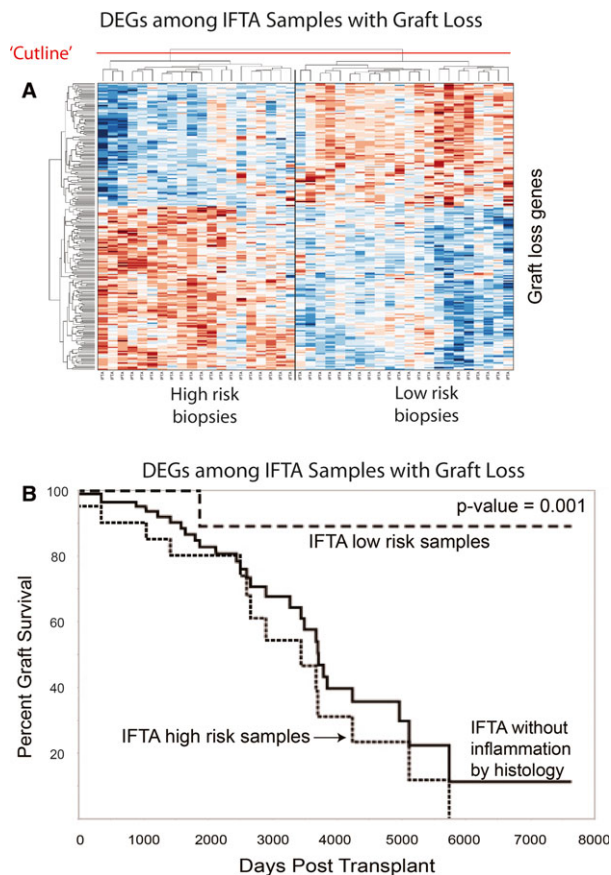 DEGs among IFTA Samples with Graft Loss
'Cutline'
A
Graft loss genes
High risk
biopsies
Low risk
biopsies
DEGs among IFTA Samples with Graft Loss
B
p-value = 0.001
IFTA low risk samples
IFTA high risk samples
IFTA without
inflammation
by histology
Percent Graft Survival
100
80
60
40
20
0
1000
2000
3000
4000
5000
6000
7000
8000
Days Post Transplant